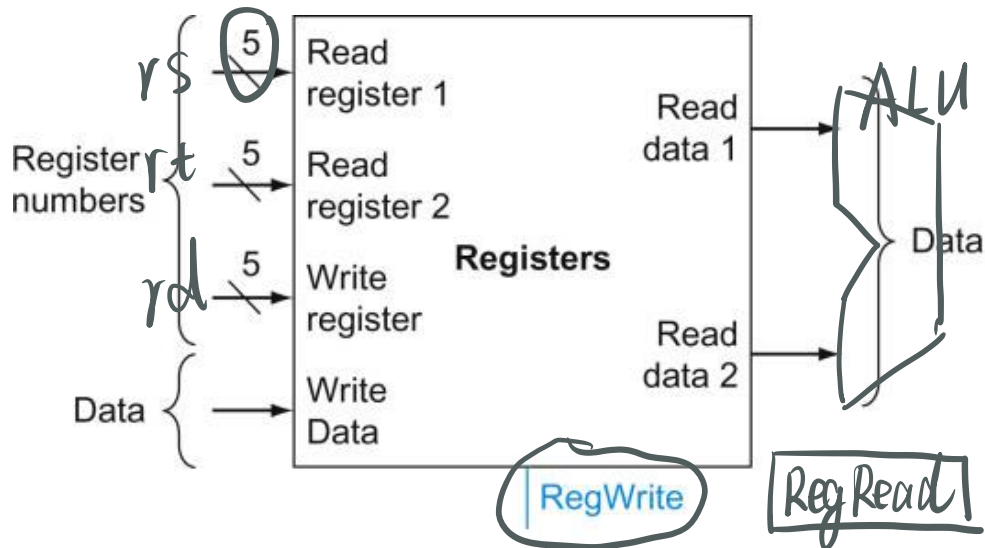 rs
5
Read
register 1
rt
5
Read
register 2
Register
numbers
rd
5
Write
register
Data
Write
Data
Registers
Read
data 1
Read
data 2
ALU
Data
RegWrite
RegRead